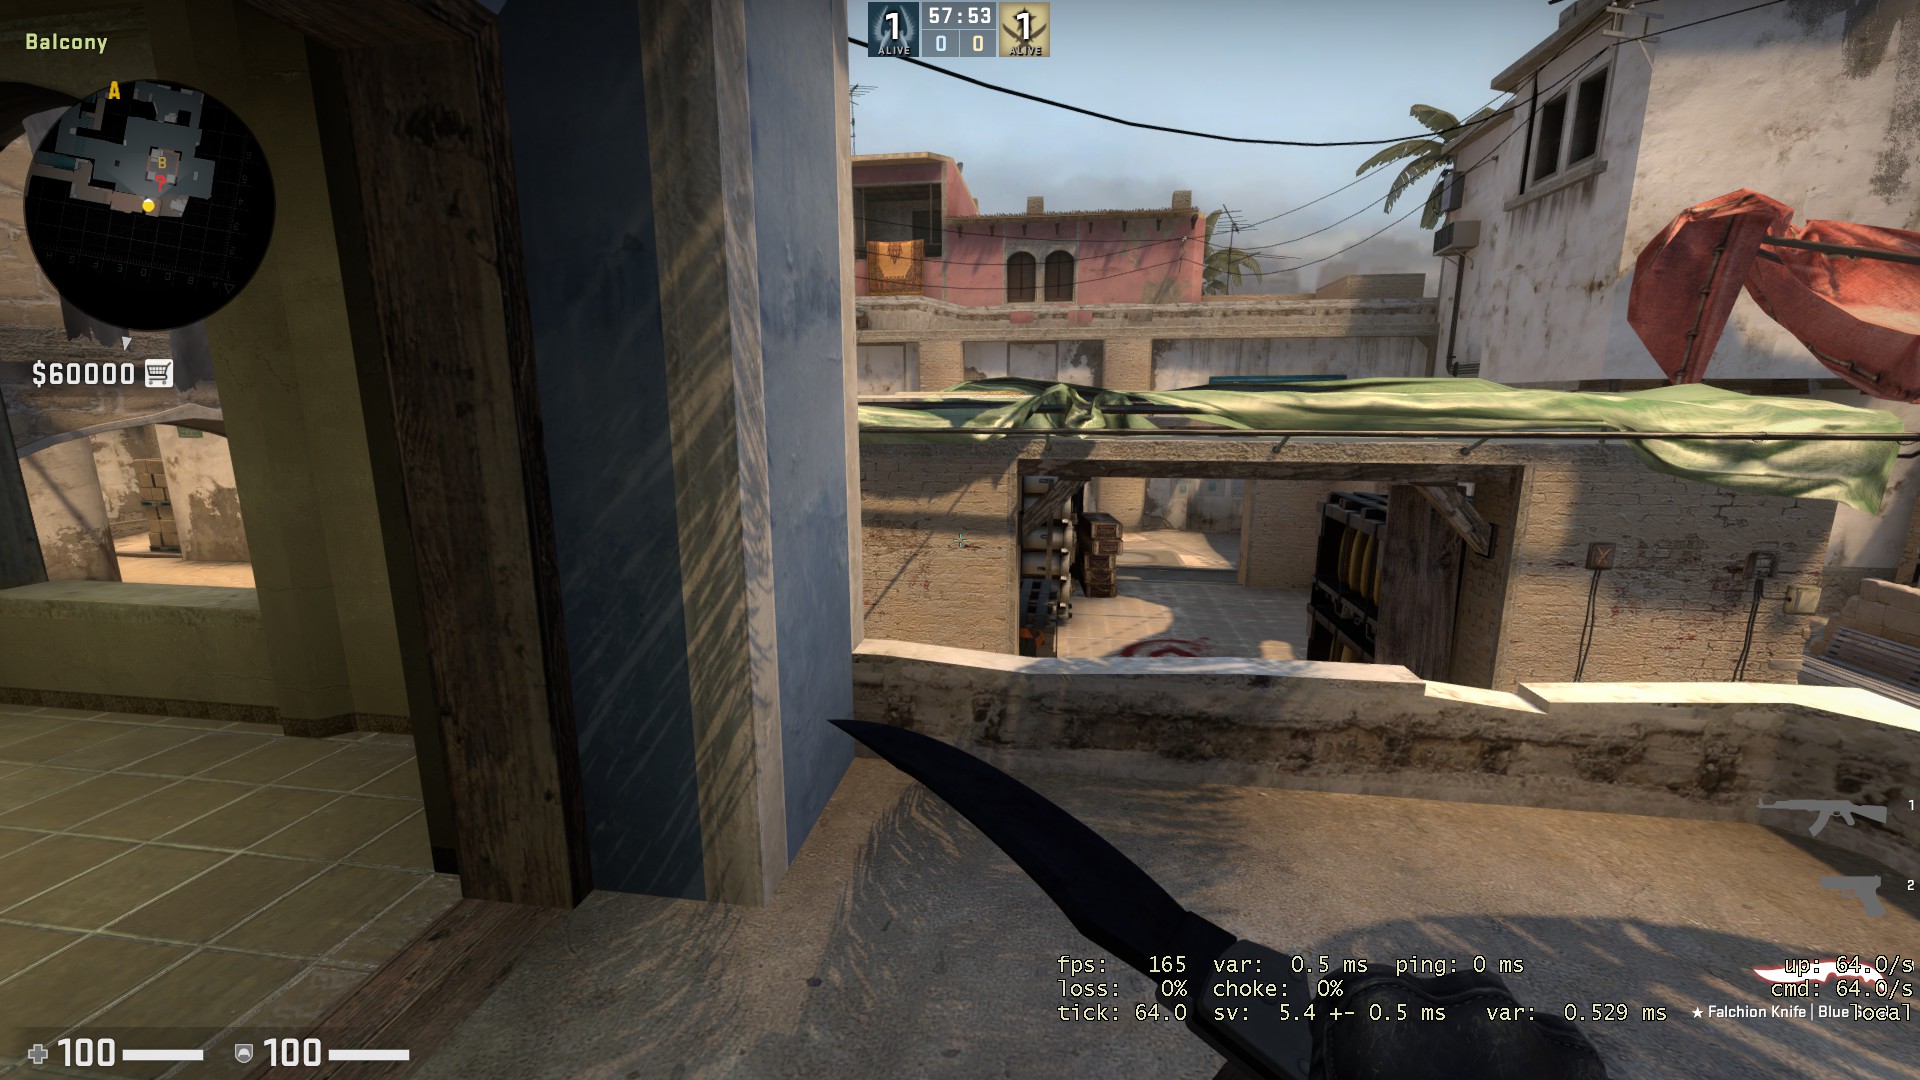 Balcony
A
B
?
$60000
1
ALIVE
57:53
0
0
1
ALIVE
1
2
fps: 165 var: 0.5 ms ping: 0 ms
loss: 0% choke: 0%
tick: 64.0 sv: 5.4 +- 0.5 ms var: 0.529 ms
up: 64.0/s
cmd: 64.0/s
local
★ Falchion Knife | Blue
100
100